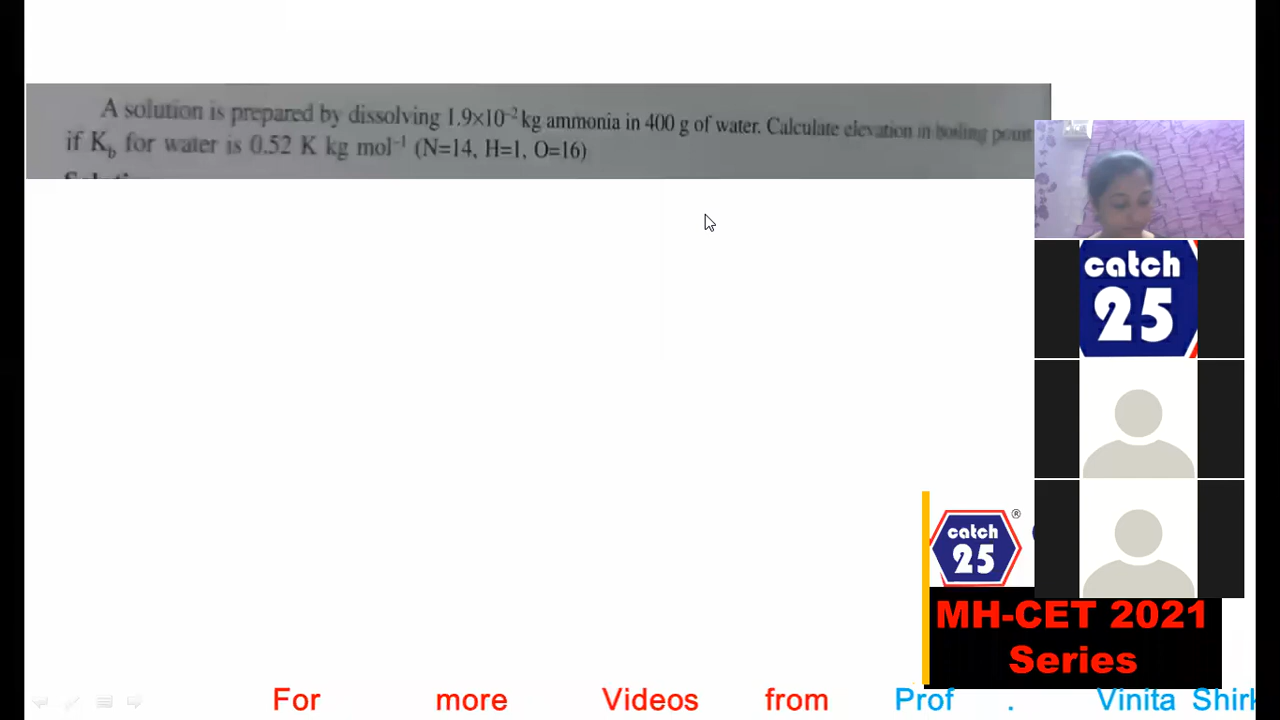 A solution is prepared by dissolving 1.9×10⁻² kg ammonia in 400 g of water. Calculate elevation in boiling point
if K_b for water is 0.52 K kg mol⁻¹ (N=14, H=1, O=16)
catch
25
catch
25
®
MH-CET 2021
Series
For more Videos from Prof . Vinita